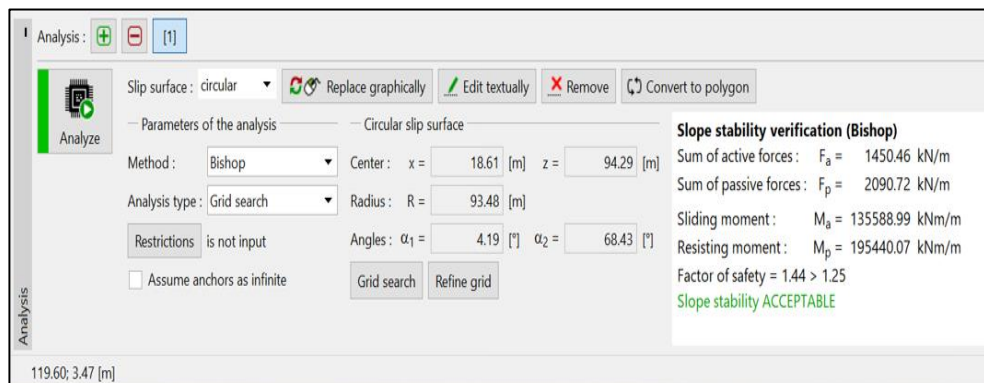 Analysis : [1]
Analyze
Slip surface : circular Replace graphically Edit textually Remove Convert to polygon
Parameters of the analysis
Method : Bishop
Analysis type : Grid search
Restrictions is not input
Assume anchors as infinite
Circular slip surface
Center : x = 18.61 [m] z = 94.29 [m]
Radius : R = 93.48 [m]
Angles : α1 = 4.19 [°] α2 = 68.43 [°]
Grid search Refine grid
Slope stability verification (Bishop)
Sum of active forces : Fa = 1450.46 kN/m
Sum of passive forces : Fp = 2090.72 kN/m
Sliding moment : Ma = 135588.99 kNm/m
Resisting moment : Mp = 195440.07 kNm/m
Factor of safety = 1.44 > 1.25
Slope stability ACCEPTABLE
Analysis
119.60; 3.47 [m]